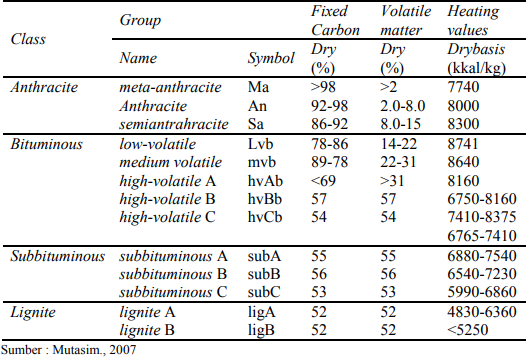 Class Group Fixed Carbon Volatile matter Heating values
Name Symbol Dry (%) Dry (%) Drybasis (kkal/kg)
Anthracite meta-anthracite Ma >98 >2 7740
Anthracite An 92-98 2.0-8.0 8000
semiantrahracite Sa 86-92 8.0-15 8300
Bituminous low-volatile Lvb 78-86 14-22 8741
medium volatile mvb 89-78 22-31 8640
high-volatile A hvAb <69 >31 8160
high-volatile B hvBb 57 57 6750-8160
high-volatile C hvCb 54 54 7410-8375
6765-7410
Subbituminous subbituminous A subA 55 55 6880-7540
subbituminous B subB 56 56 6540-7230
subbituminous C subC 53 53 5990-6860
Lignite lignite A ligA 52 52 4830-6360
lignite B ligB 52 52 <5250
Sumber : Mutasim., 2007